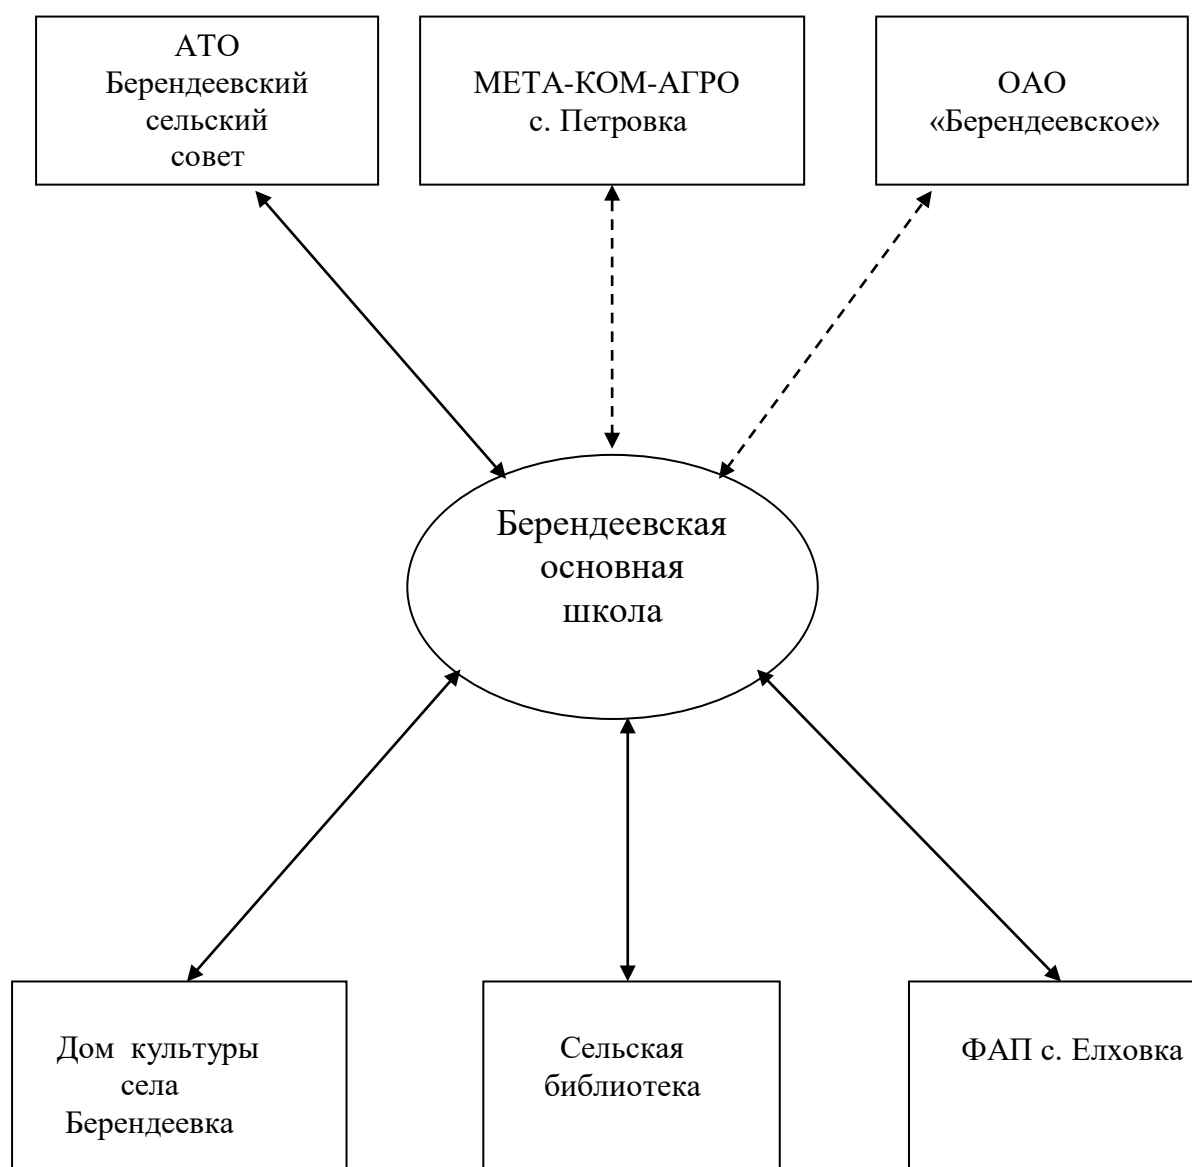 АТО
Берендеевский
сельский
совет
МЕТА-КОМ-АГРО
с. Петровка
ОАО
«Берендеевское»
Берендеевская
основная
школа
Дом культуры
села
Берендеевка
Сельская
библиотека
ФАП с. Елховка